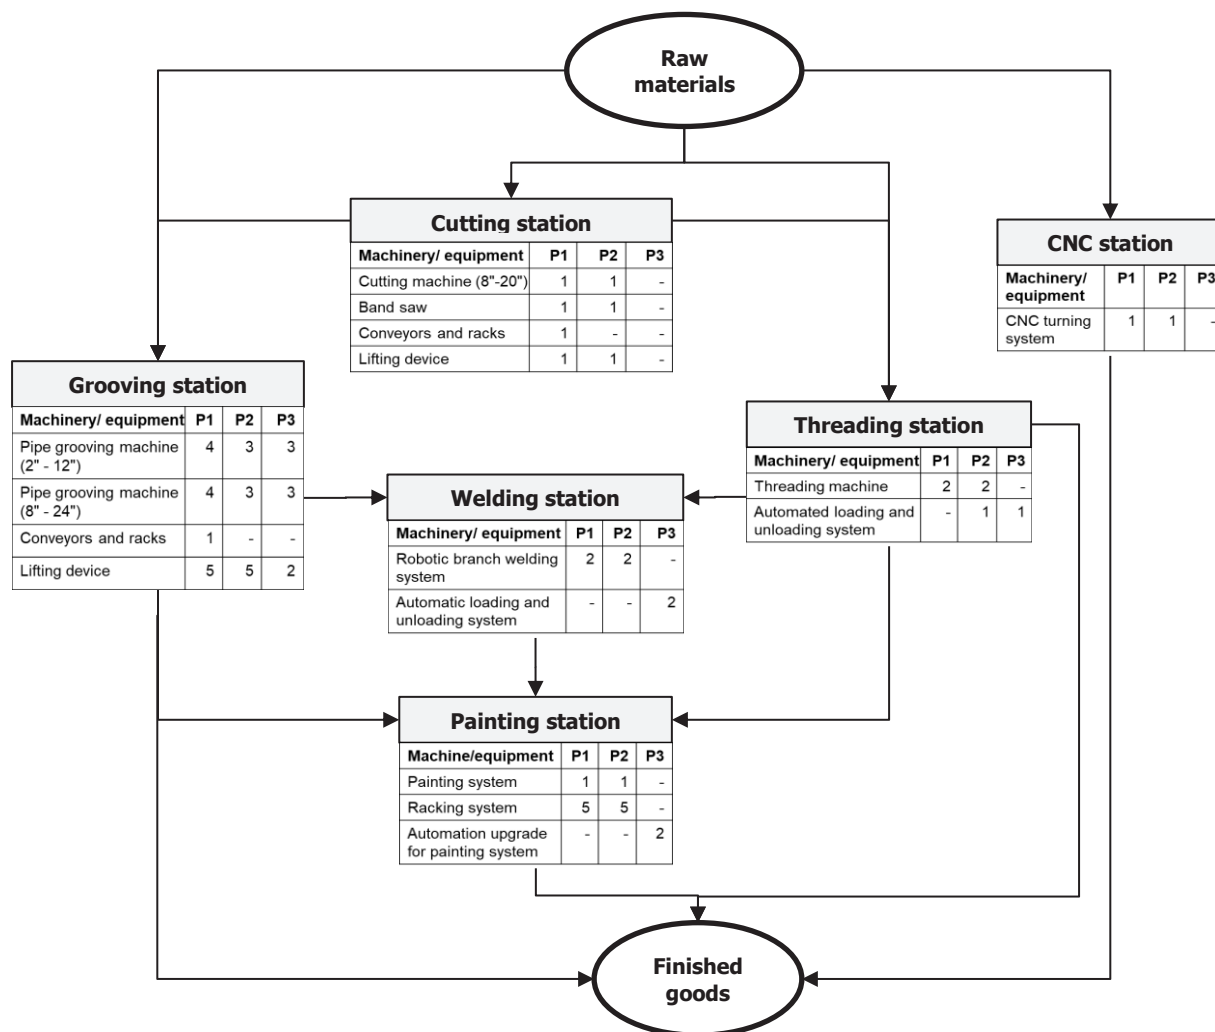 Raw
materials
Cutting station
Machinery/ equipment P1 P2 P3
Cutting machine (8"-20") 1 1 -
Band saw 1 1 -
Conveyors and racks 1 - -
Lifting device 1 1 -
CNC station
Machinery/ P1 P2 P3
equipment
CNC turning 1 1 -
system
Grooving station
Machinery/ equipment P1 P2 P3
Pipe grooving machine 4 3 3
(2" - 12")
Pipe grooving machine 4 3 3
(8" - 24")
Conveyors and racks 1 - -
Lifting device 5 5 2
Threading station
Machinery/ equipment P1 P2 P3
Threading machine 2 2 -
Automated loading and - 1 1
unloading system
Welding station
Machinery/ equipment P1 P2 P3
Robotic branch welding 2 2 -
system
Automatic loading and - - 2
unloading system
Painting station
Machine/equipment P1 P2 P3
Painting system 1 1 -
Racking system 5 5 -
Automation upgrade - - 2
for painting system
Finished
goods